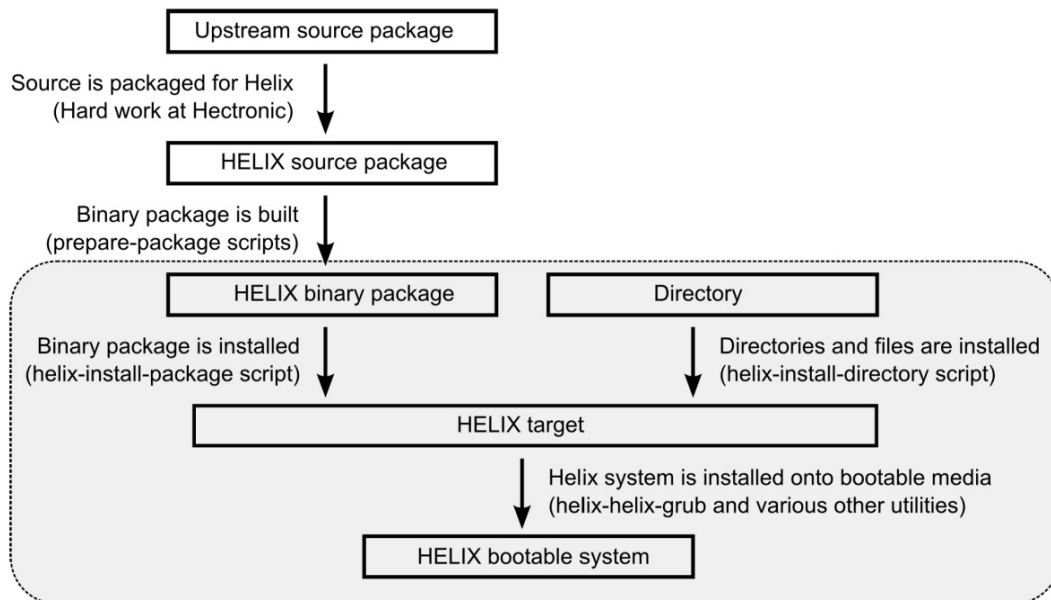 Upstream source package
Source is packaged for Helix
(Hard work at Hectronic)
HELIX source package
Binary package is built
(prepare-package scripts)
HELIX binary package
Directory
Binary package is installed
(helix-install-package script)
Directories and files are installed
(helix-install-directory script)
HELIX target
Helix system is installed onto bootable media
(helix-helix-grub and various other utilities)
HELIX bootable system